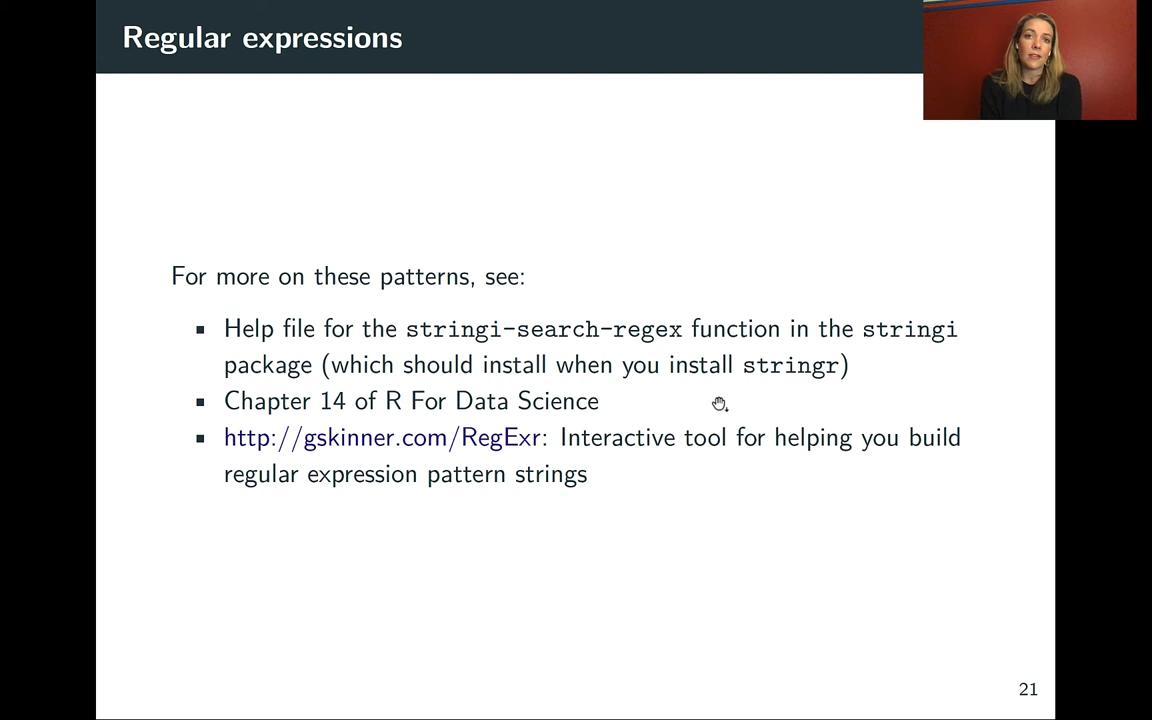 Regular expressions
For more on these patterns, see:
▪ Help file for the stringi-search-regex function in the stringi
package (which should install when you install stringr)
▪ Chapter 14 of R For Data Science
▪ http://gskinner.com/RegExr: Interactive tool for helping you build
regular expression pattern strings
21